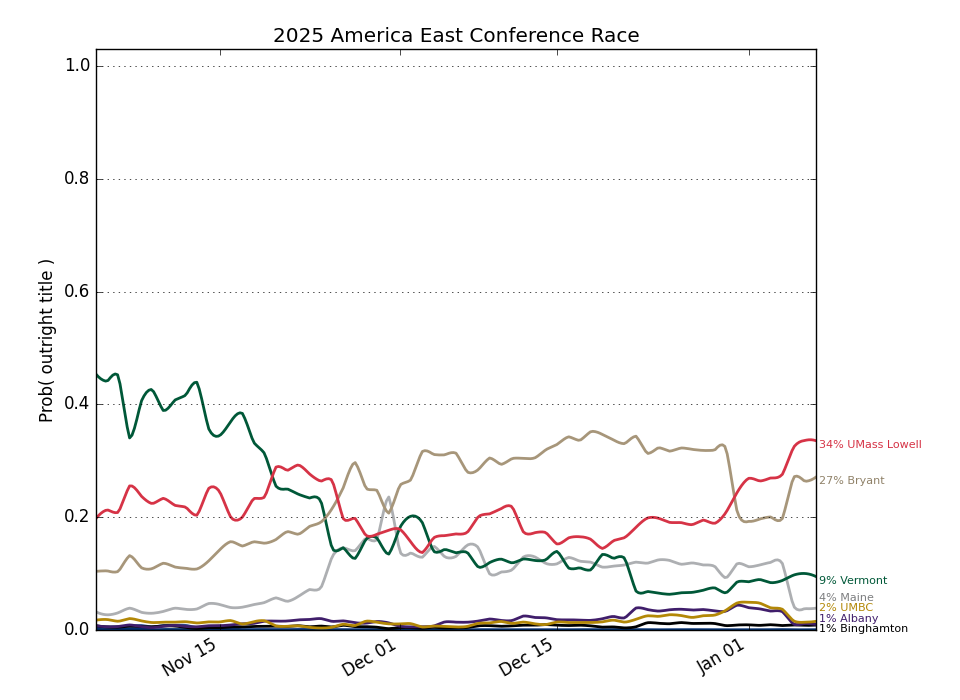 2025 America East Conference Race
Prob( outright title )
1.0
0.8
0.6
0.4
0.2
0.0
Nov 15
Dec 01
Dec 15
Jan 01
34% UMass Lowell
27% Bryant
9% Vermont
4% Maine
2% UMBC
1% Albany
1% Binghamton